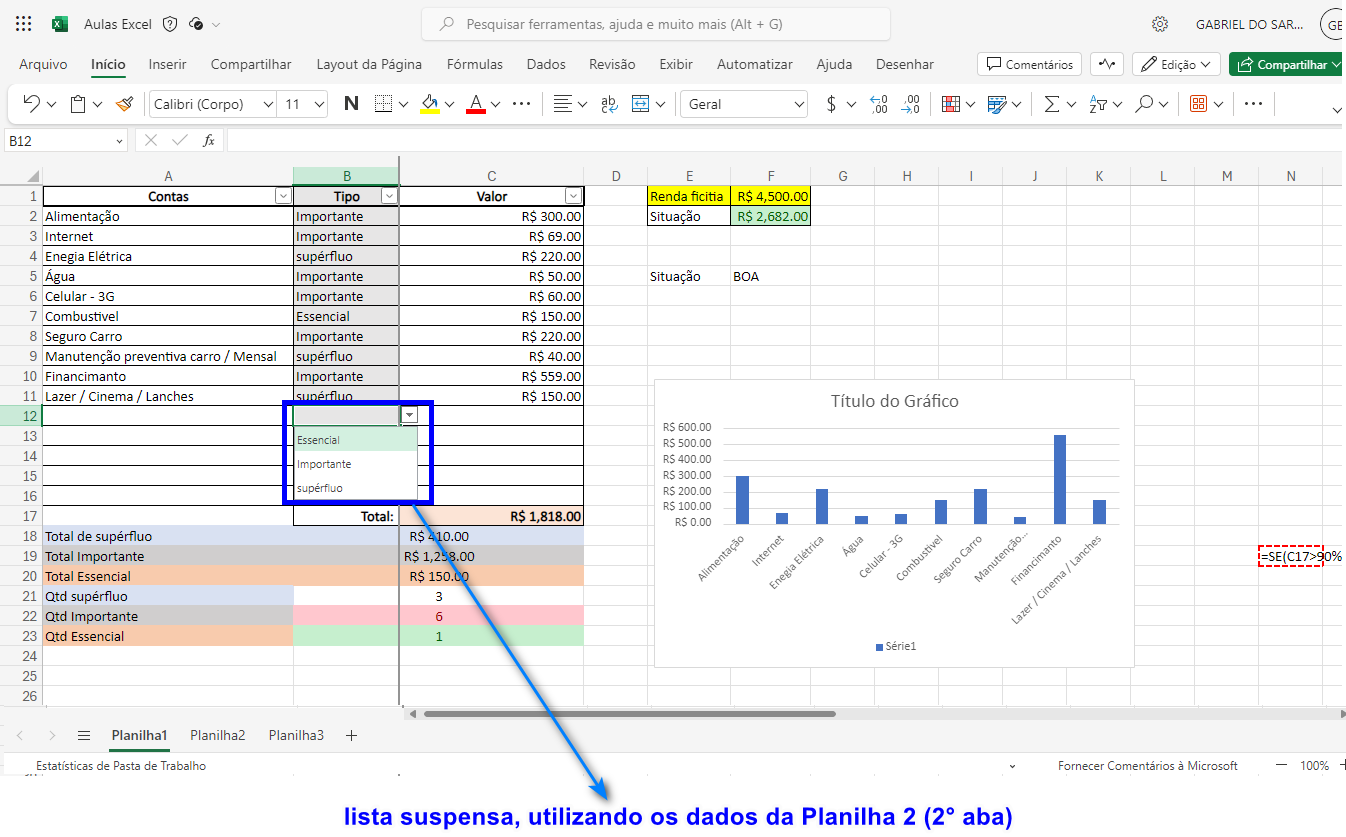 Aulas Excel
Pesquisar ferramentas, ajuda e muito mais (Alt + G)
GABRIEL DO SAR...
GE
Arquivo Início Inserir Compartilhar Layout da Página Fórmulas Dados Revisão Exibir Automatizar Ajuda Desenhar
Comentários Edição Compartilhar
Calibri (Corpo) 11 N A ab Geral $
B12 fx
A B C D E F G H I J K L M N
1 Contas Tipo Valor Renda ficitia R$ 4,500.00
2 Alimentação Importante R$ 300.00 Situação R$ 2,682.00
3 Internet Importante R$ 69.00
4 Enegia Elétrica supérfluo R$ 220.00
5 Água Importante R$ 50.00 Situação BOA
6 Celular - 3G Importante R$ 60.00
7 Combustivel Essencial R$ 150.00
8 Seguro Carro Importante R$ 220.00
9 Manutenção preventiva carro / Mensal supérfluo R$ 40.00
10 Financimanto Importante R$ 559.00
11 Lazer / Cinema / Lanches supérfluo R$ 150.00
12
13 Essencial
14 Importante
15 supérfluo
16
17 Total: R$ 1,818.00
18 Total de supérfluo R$ 410.00
19 Total Importante R$ 1,258.00 =SE(C17>90%
20 Total Essencial R$ 150.00
21 Qtd supérfluo 3
22 Qtd Importante 6
23 Qtd Essencial 1
24
25
26
Título do Gráfico
R$ 600.00
R$ 500.00
R$ 400.00
R$ 300.00
R$ 200.00
R$ 100.00
R$ 0.00
Alimentação Internet Enegia Elétrica Água Celular - 3G Combustivel Seguro Carro Manutenção... Financimanto Lazer / Cinema / Lanches
Série1
Planilha1 Planilha2 Planilha3 +
Estatísticas de Pasta de Trabalho Fornecer Comentários à Microsoft 100%
lista suspensa, utilizando os dados da Planilha 2 (2° aba)